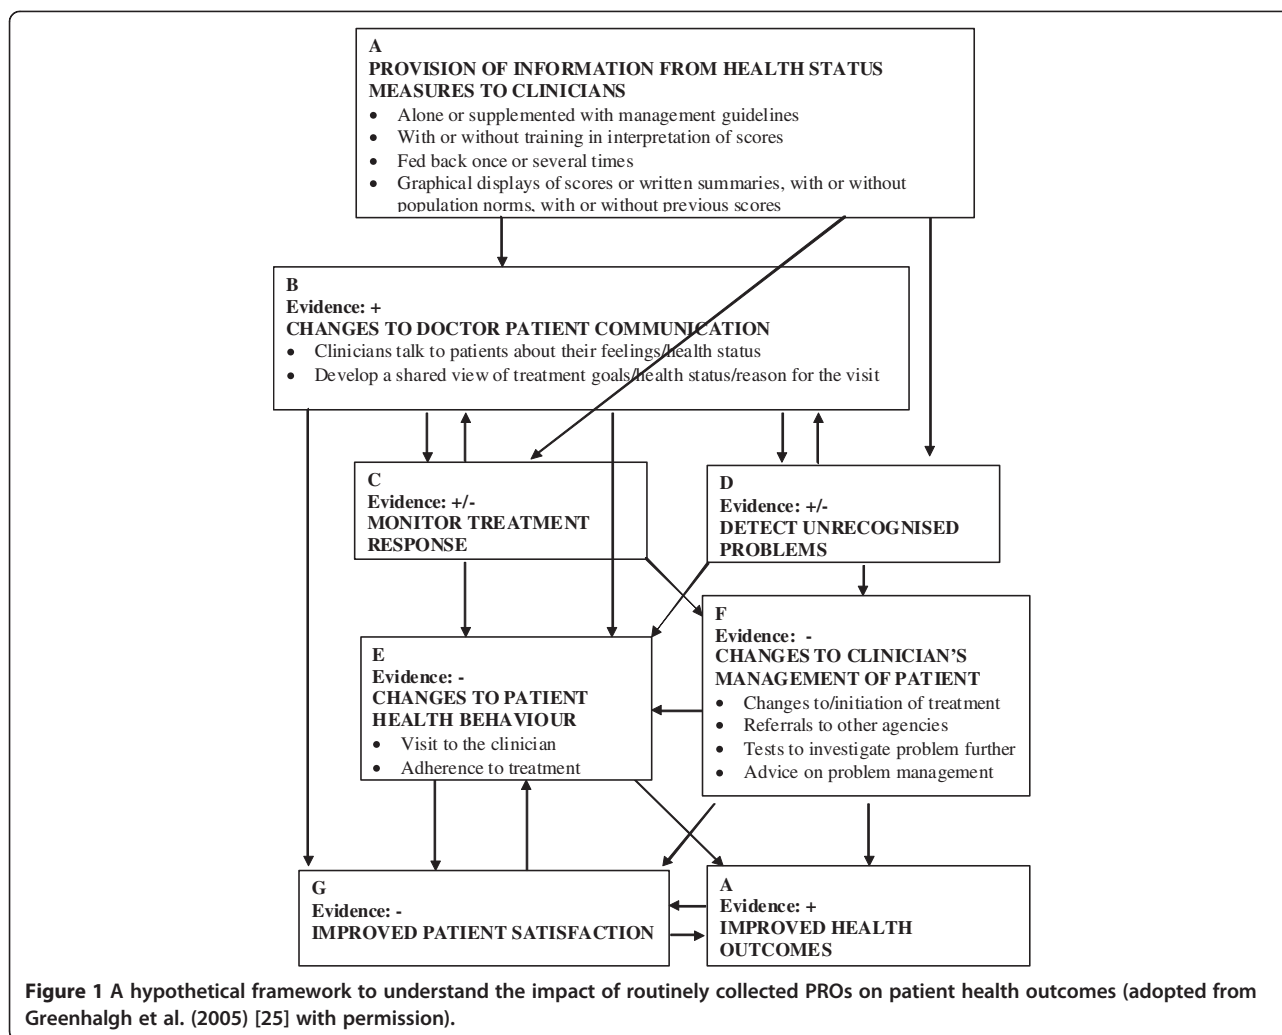 A
PROVISION OF INFORMATION FROM HEALTH STATUS
MEASURES TO CLINICIANS
• Alone or supplemented with management guidelines
• With or without training in interpretation of scores
• Fed back once or several times
• Graphical displays of scores or written summaries, with or without
population norms, with or without previous scores
B
Evidence: +
CHANGES TO DOCTOR PATIENT COMMUNICATION
• Clinicians talk to patients about their feelings/health status
• Develop a shared view of treatment goals/health status/reason for the visit
C
Evidence: +/-
MONITOR TREATMENT
RESPONSE
D
Evidence: +/-
DETECT UNRECOGNISED
PROBLEMS
E
Evidence: -
CHANGES TO PATIENT
HEALTH BEHAVIOUR
• Visit to the clinician
• Adherence to treatment
F
Evidence: -
CHANGES TO CLINICIAN'S
MANAGEMENT OF PATIENT
• Changes to/initiation of treatment
• Referrals to other agencies
• Tests to investigate problem further
• Advice on problem management
G
Evidence: -
IMPROVED PATIENT SATISFACTION
A
Evidence: +
IMPROVED HEALTH
OUTCOMES
Figure 1 A hypothetical framework to understand the impact of routinely collected PROs on patient health outcomes (adopted from
Greenhalgh et al. (2005) [25] with permission).